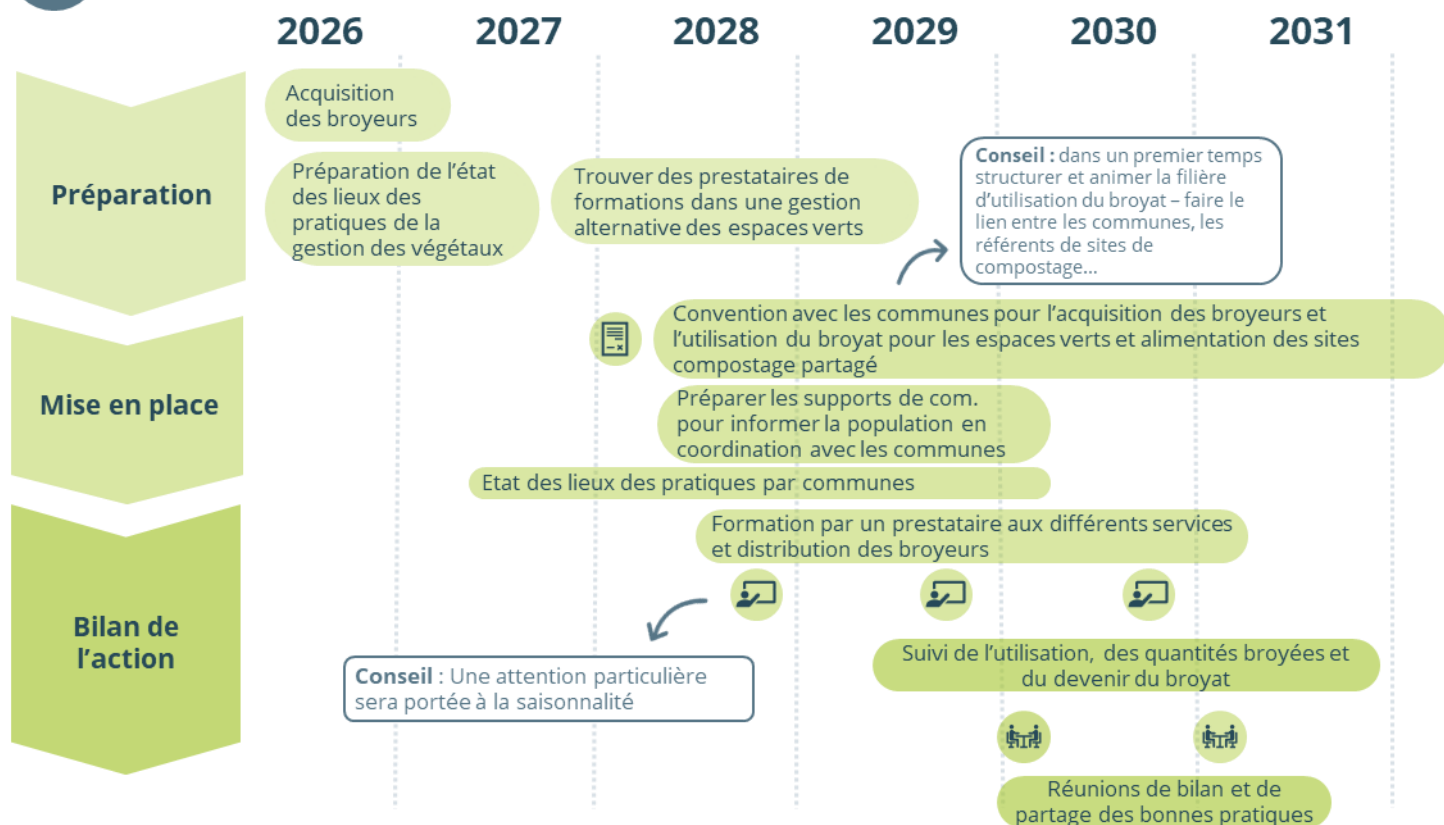 2026 2027 2028 2029 2030 2031
Préparation
Acquisition
des broyeurs
Préparation de l'état
des lieux des
pratiques de la
gestion des végétaux
Trouver des prestataires de
formations dans une gestion
alternative des espaces verts
Conseil : dans un premier temps
structurer et animer la filière
d'utilisation du broyat – faire le
lien entre les communes, les
référents de sites de
compostage...
Mise en place
Convention avec les communes pour l'acquisition des broyeurs et
l'utilisation du broyat pour les espaces verts et alimentation des sites
compostage partagé
Préparer les supports de com.
pour informer la population en
coordination avec les communes
Etat des lieux des pratiques par communes
Bilan de
l'action
Formation par un prestataire aux différents services
et distribution des broyeurs
Conseil : Une attention particulière
sera portée à la saisonnalité
Suivi de l'utilisation, des quantités broyées et
du devenir du broyat
Réunions de bilan et de
partage des bonnes pratiques